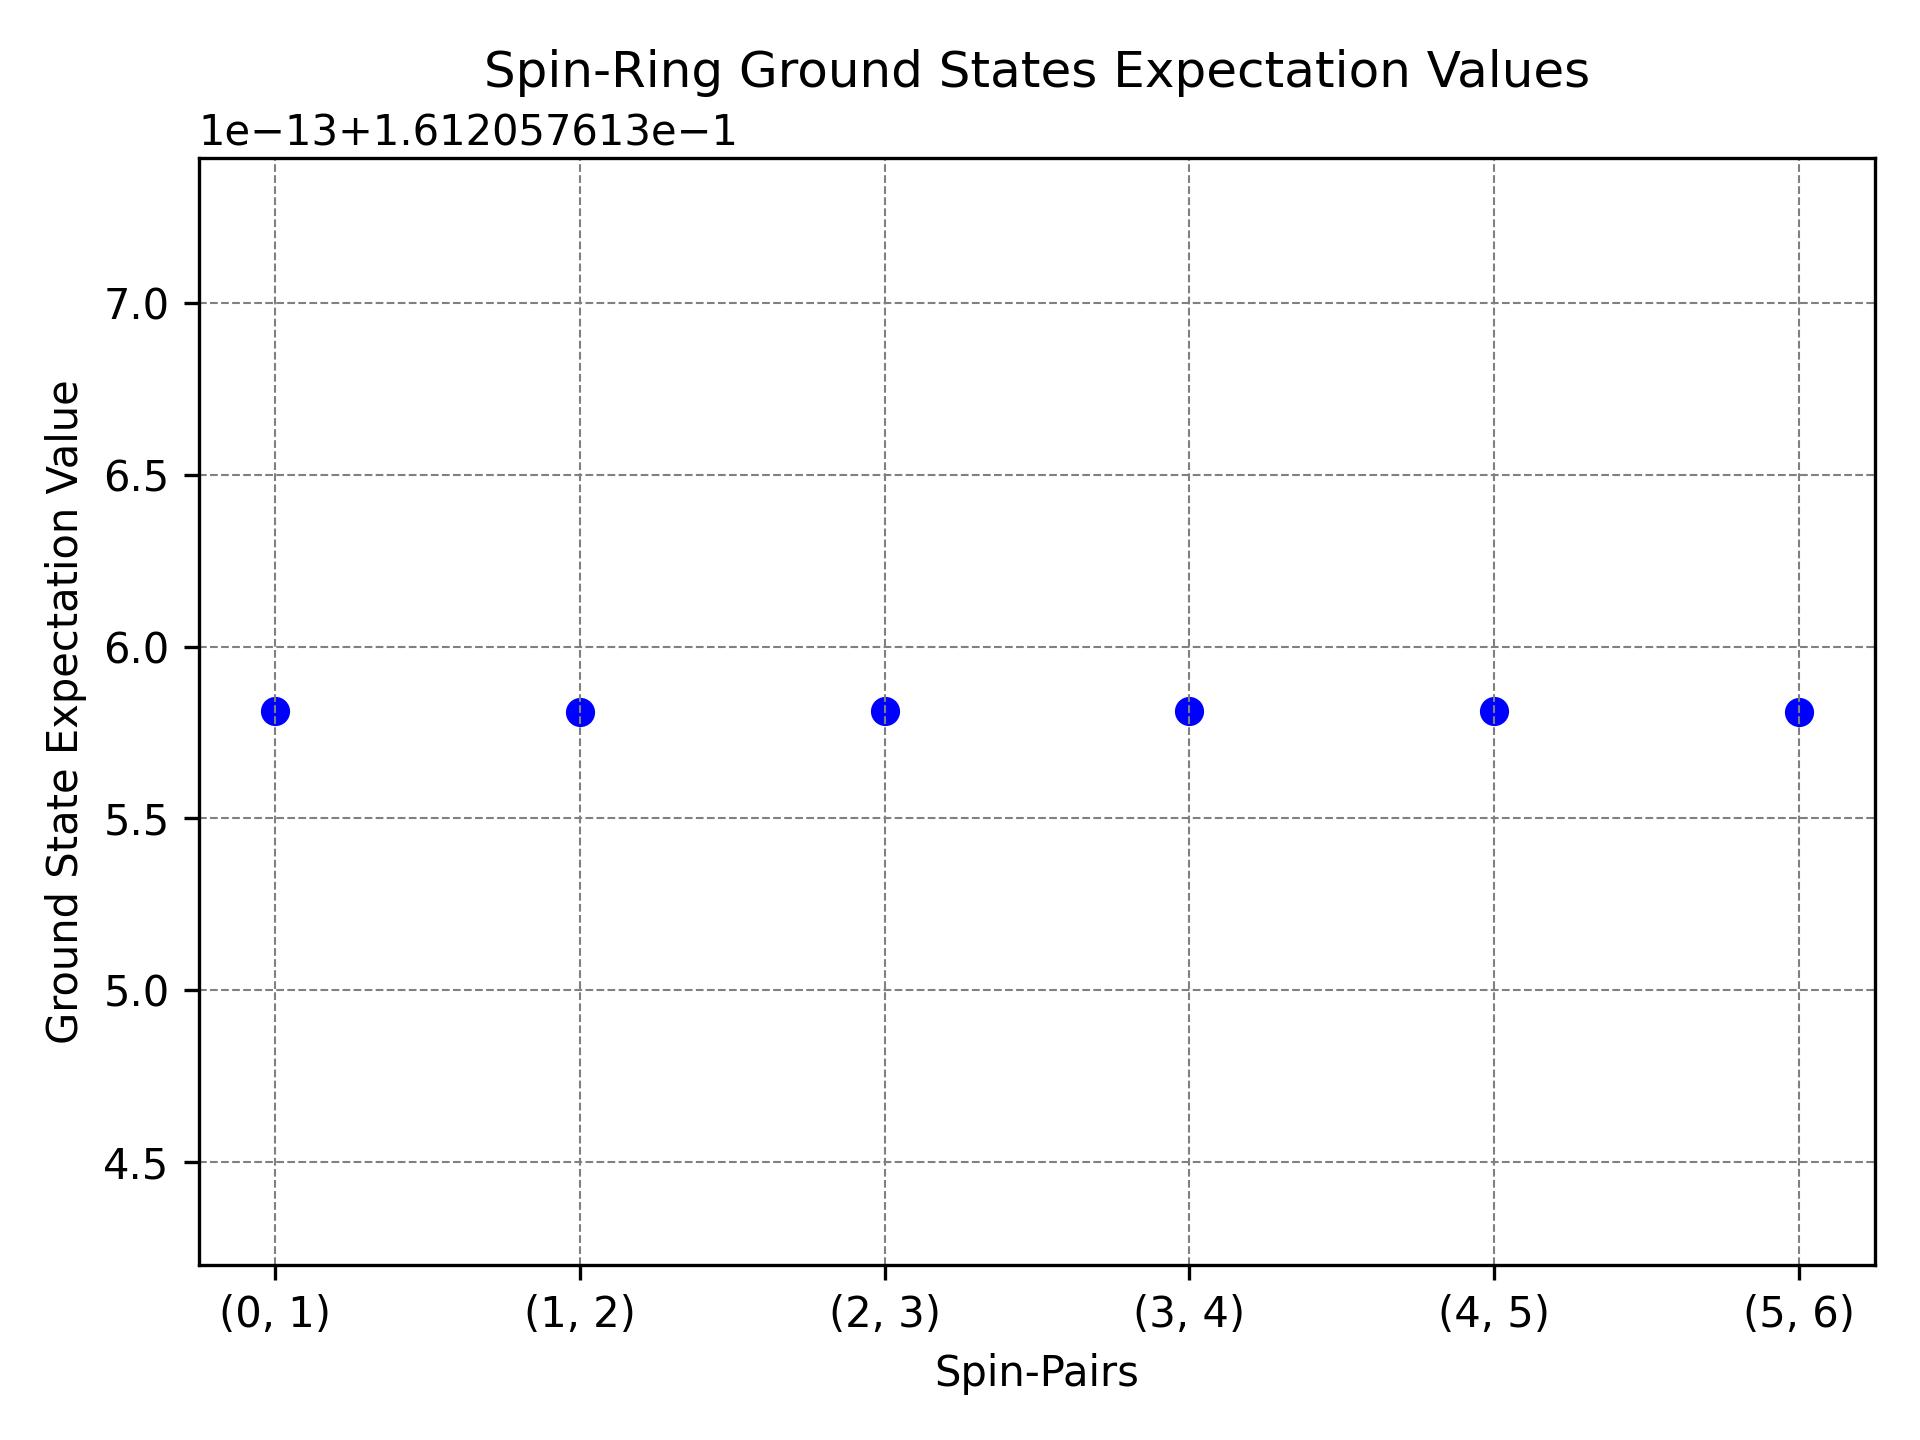 Spin-Ring Ground States Expectation Values
1e−13+1.612057613e−1
Ground State Expectation Value
7.0
6.5
6.0
5.5
5.0
4.5
(0, 1) (1, 2) (2, 3) (3, 4) (4, 5) (5, 6)
Spin-Pairs